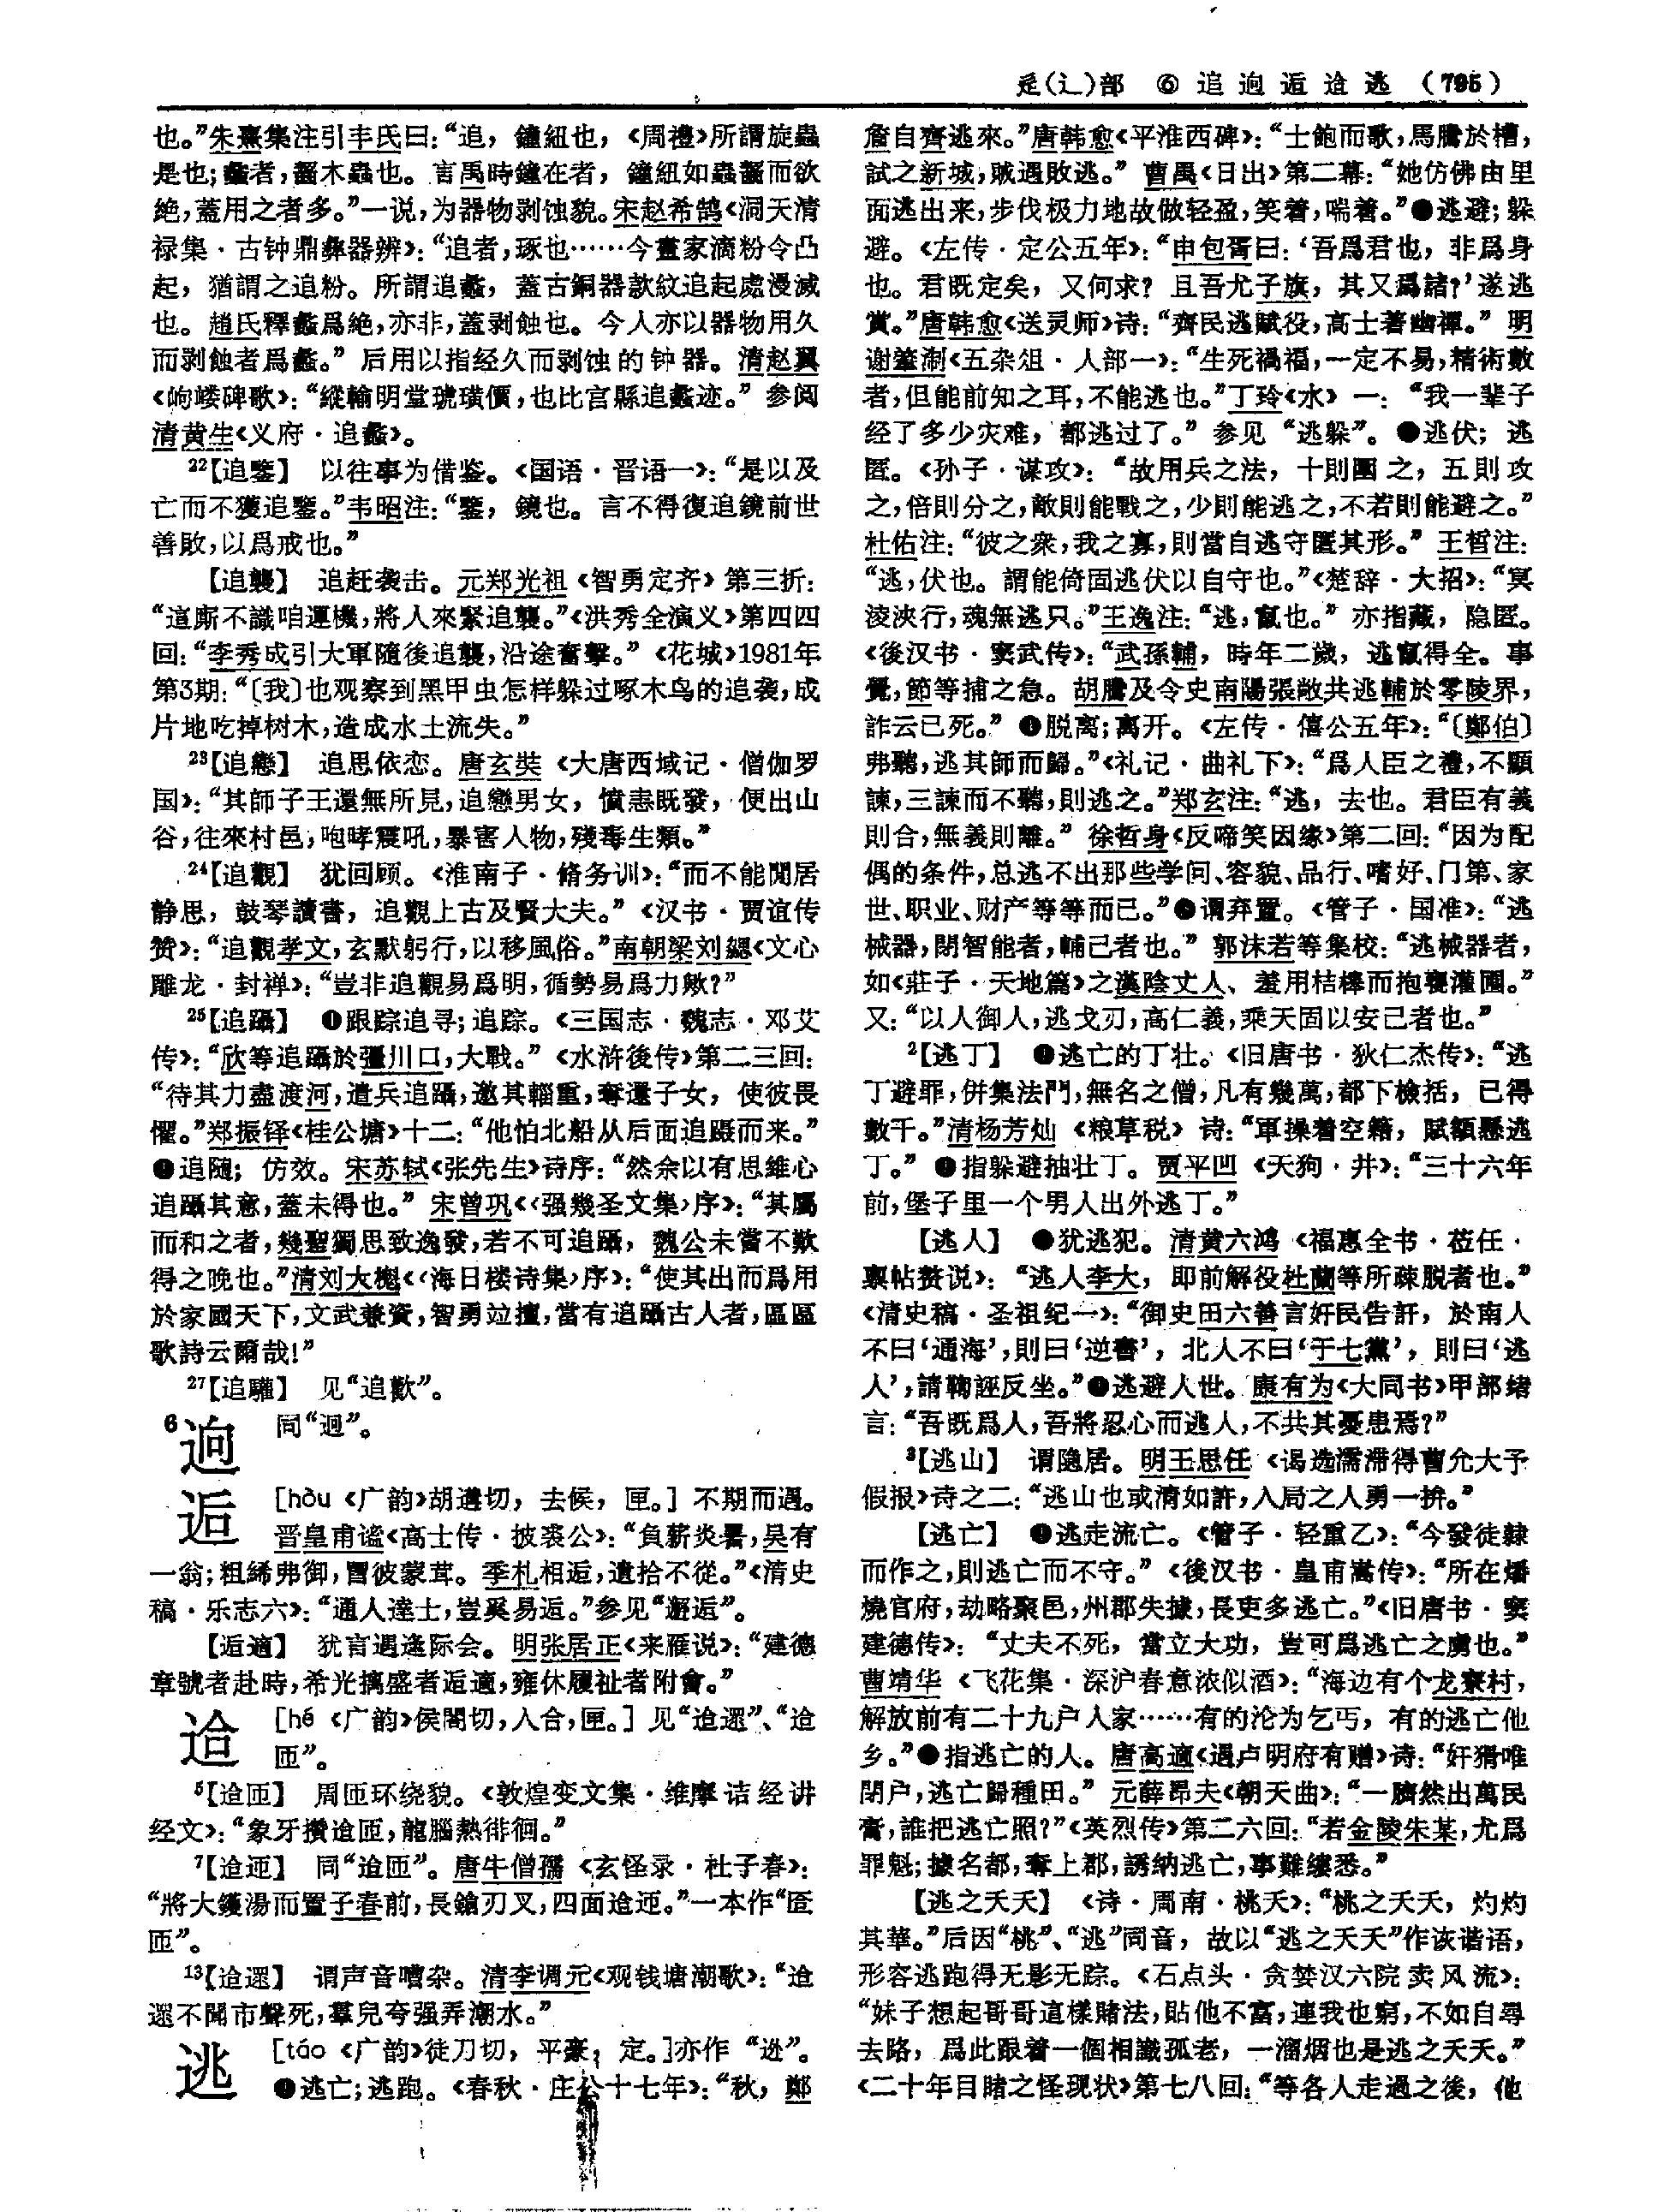 辵(辶)部 ⑥ 追迥逅迨逃 (795)
也。”朱熹集注引丰氏曰：“追，鐘紐也，《周禮》所謂旋蟲
是也；蠡者，齧木蟲也。言禹時鐘在者，鐘紐如蟲齧而欲
絶，蓋用之者多。”一说，为器物剥蚀貌。宋赵希鹄《洞天清
禄集·古钟鼎彝器辨》：“追者，琢也……今畫家滴粉令凸
起，猶謂之追粉。所謂追蠡，蓋古銅器款紋追起處漫滅
也。趙氏釋蠡爲絶，亦非，蓋剥蝕也。今人亦以器物用久
而剥蝕者爲蠡。”后用以指经久而剥蚀的钟器。清赵翼
《岣嵝碑歌》：“縱輸明堂琥璜價，也比宫縣追蠡迹。”参阅
清黄生《义府·追蠡》。
22【追鑒】 以往事为借鉴。《国语·晋语一》：“是以及
亡而不獲追鑒。”韦昭注：“鑒，鏡也。言不得復追鏡前世
善敗，以爲戒也。”
【追襲】 追赶袭击。元郑光祖《智勇定齐》第三折：
“這厮不識咱運機，將人來緊追襲。”《洪秀全演义》第四四
回：“李秀成引大軍隨後追襲，沿途奮擊。”《花城》1981年
第3期：“〔我〕也观察到黑甲虫怎样躲过啄木鸟的追袭，成
片地吃掉树木，造成水土流失。”
23【追戀】 追思依恋。唐玄奘《大唐西域记·僧伽罗
国》：“其師子王還無所見，追戀男女，憤恚既發，便出山
谷，往來村邑，咆哮震吼，暴害人物，殘毒生類。”
24【追觀】 犹回顾。《淮南子·脩务训》：“而不能閒居
静思，鼓琴讀書，追觀上古及賢大夫。”《汉书·贾谊传
赞》：“追觀孝文，玄默躬行，以移風俗。”南朝梁刘勰《文心
雕龙·封禅》：“豈非追觀易爲明，循勢易爲力歟？”
25【追躡】 ❶跟踪追寻；追踪。《三国志·魏志·邓艾
传》：“欣等追躡於彊川口，大戰。”《水浒後传》第二三回：
“待其力盡渡河，遣兵追躡，邀其輜重，奪還子女，使彼畏
懼。”郑振铎《桂公塘》十二：“他怕北船从后面追蹑而来。”
❷追随；仿效。宋苏轼《张先生》诗序：“然余以有思維心
追躡其意，蓋未得也。”宋曾巩《〈强幾圣文集〉序》：“其屬
而和之者，幾聖獨思致逸發，若不可追躡，魏公未嘗不歎
得之晚也。”清刘大櫆《〈海日楼诗集〉序》：“使其出而爲用
於家國天下，文武兼資，智勇竝擅，當有追躡古人者，區區
歌詩云爾哉！”
27【追驩】 见“追歡”。
6迥 同“迥”。
逅 [hòu《广韵》胡遘切，去候，匣。] 不期而遇。
晋皇甫谧《高士传·披裘公》：“負薪炎暑，吴有
一翁；粗絺弗御，冒彼蒙茸。季札相逅，遺拾不從。”《清史
稿·乐志六》：“通人達士，豈奚易逅。”参见“邂逅”。
【逅適】 犹言遇逢际会。明张居正《来雁说》：“建德
章號者赴時，希光摛盛者逅適，雍休履祉者附會。”
迨 [hé《广韵》侯閤切，入合，匣。] 见“迨遝”、“迨
匝”。
5【迨匝】 周匝环绕貌。《敦煌变文集·维摩诘经讲
经文》：“象牙攢迨匝，龍腦熱徘徊。”
7【迨迊】 同“迨匝”。唐牛僧孺《玄怪录·杜子春》：
“將大鑊湯而置子春前，長鎗刃叉，四面迨迊。”一本作“匼
匝”。
13【迨遝】 谓声音嘈杂。清李调元《观钱塘潮歌》：“迨
遝不聞市聲死，羣兒夸强弄潮水。”
逃 [táo《广韵》徒刀切，平豪，定。]亦作“迯”。
❶逃亡；逃跑。《春秋·庄公十七年》：“秋，鄭
詹自齊逃來。”唐韩愈《平淮西碑》：“士飽而歌，馬騰於槽，
試之新城，賊遇敗逃。”曹禺《日出》第二幕：“她仿佛由里
面逃出来，步伐极力地故做轻盈，笑着，喘着。”❷逃避；躲
避。《左传·定公五年》：“申包胥曰：‘吾爲君也，非爲身
也。君既定矣，又何求？且吾尤子旗，其又爲諸？’遂逃
賞。”唐韩愈《送灵师》诗：“齊民逃賦役，高士著幽禪。”明
谢肇淛《五杂俎·人部一》：“生死禍福，一定不易，精術數
者，但能前知之耳，不能逃也。”丁玲《水》一：“我一辈子
经了多少灾难，都逃过了。”参见“逃躲”。❸逃伏；逃
匿。《孙子·谋攻》：“故用兵之法，十則圍之，五則攻
之，倍則分之，敵則能戰之，少則能逃之，不若則能避之。”
杜佑注：“彼之衆，我之寡，則當自逃守匿其形。”王晳注：
“逃，伏也。謂能倚固逃伏以自守也。”《楚辞·大招》：“冥
淩浹行，魂無逃只。”王逸注：“逃，竄也。”亦指藏，隐匿。
《後汉书·窦武传》：“武孫輔，時年二歲，逃竄得全。事
覺，節等捕之急。胡騰及令史南陽張敞共逃輔於零陵界，
詐云已死。”❹脱离；离开。《左传·僖公五年》：“〔鄭伯〕
弗聽，逃其師而歸。”《礼记·曲礼下》：“爲人臣之禮，不顯
諫，三諫而不聽，則逃之。”郑玄注：“逃，去也。君臣有義
則合，無義則離。”徐哲身《反啼笑因缘》第二回：“因为配
偶的条件，总逃不出那些学问、容貌、品行、嗜好、门第、家
世、职业、财产等等而已。”❺谓弃置。《管子·国准》：“逃
械器，閉智能者，輔己者也。”郭沫若等集校：“逃械器者，
如《莊子·天地篇》之漢陰丈人、羞用桔槔而抱甕灌圃。”
又：“以人御人，逃戈刃，高仁義，乘天固以安己者也。”
2【逃丁】 ❶逃亡的丁壮。《旧唐书·狄仁杰传》：“逃
丁避罪，併集法門，無名之僧，凡有幾萬，都下檢括，已得
數千。”清杨芳灿《粮草税》诗：“軍操着空籍，賦額懸逃
丁。”❷指躲避抽壮丁。贾平凹《天狗·井》：“三十六年
前，堡子里一个男人出外逃丁。”
【逃人】 ❶犹逃犯。清黄六鸿《福惠全书·莅任·
禀帖赘说》：“逃人李大，即前解役杜蘭等所疎脱者也。”
《清史稿·圣祖纪一》：“御史田六善言奸民告訐，於南人
不曰‘通海’，則曰‘逆書’，北人不曰‘于七黨’，則曰‘逃
人’，請鞫誣反坐。”❷逃避人世。康有为《大同书》甲部绪
言：“吾既爲人，吾將忍心而逃人，不共其憂患焉？”
3【逃山】 谓隐居。明王思任《谒选濡滞得曹允大予
假报》诗之二：“逃山也或清如許，入局之人勇一拚。”
【逃亡】 ❶逃走流亡。《管子·轻重乙》：“今發徒隸
而作之，則逃亡而不守。”《後汉书·皇甫嵩传》：“所在燔
燒官府，劫略聚邑，州郡失據，長吏多逃亡。”《旧唐书·窦
建德传》：“丈夫不死，當立大功，豈可爲逃亡之虜也。”
曹靖华《飞花集·深沪春意浓似酒》：“海边有个龙寮村，
解放前有二十九户人家……有的沦为乞丐，有的逃亡他
乡。”❷指逃亡的人。唐高適《遇卢明府有赠》诗：“奸猾唯
閉户，逃亡歸種田。”元薛昂夫《朝天曲》：“一臍然出萬民
膏，誰把逃亡照？”《英烈传》第二六回：“若金陵朱某，尤爲
罪魁；據名都，奪上郡，誘納逃亡，事難縷悉。”
【逃之夭夭】 《诗·周南·桃夭》：“桃之夭夭，灼灼
其華。”后因“桃”、“逃”同音，故以“逃之夭夭”作诙谐语，
形容逃跑得无影无踪。《石点头·贪婪汉六院卖风流》：
“妹子想起哥哥這樣賭法，貼他不富，連我也窮，不如自尋
去路，爲此跟着一個相識孤老，一溜烟也是逃之夭夭。”
《二十年目睹之怪现状》第七八回：“等各人走過之後，他